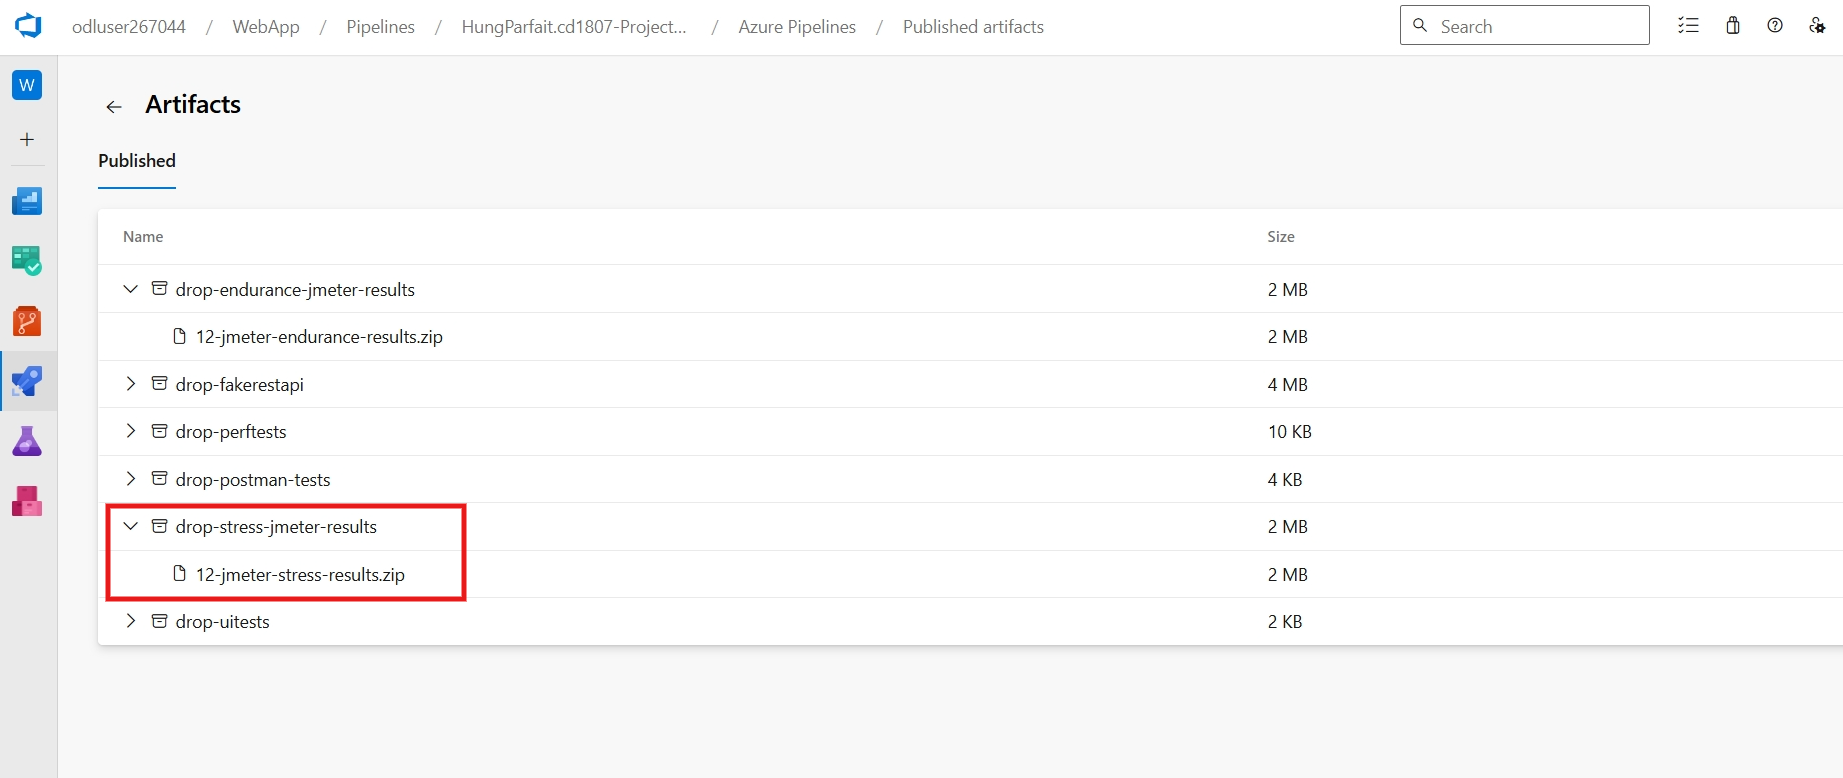 odluser267044 / WebApp / Pipelines / HungParfait.cd1807-Project... / Azure Pipelines / Published artifacts
Search
W
Artifacts
Published
Name Size
drop-endurance-jmeter-results 2 MB
12-jmeter-endurance-results.zip 2 MB
drop-fakerestapi 4 MB
drop-perftests 10 KB
drop-postman-tests 4 KB
drop-stress-jmeter-results 2 MB
12-jmeter-stress-results.zip 2 MB
drop-uitests 2 KB